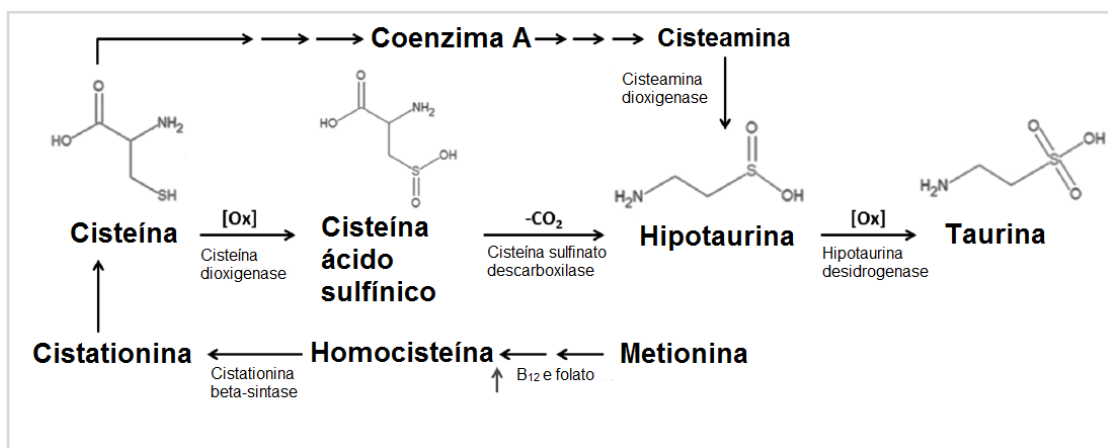 Coenzima A
Cisteamina
Cisteamina
dioxigenase
O
HO
NH₂
SH
O
HO
NH₂
OH
S
O
O
S
H₂N
OH
O
OH
S
H₂N
O
Cisteína
[Ox]
Cisteína
dioxigenase
Cisteína
ácido
sulfínico
-CO₂
Cisteína sulfinato
descarboxilase
Hipotaurina
[Ox]
Hipotaurina
desidrogenase
Taurina
Cistationina
Cistationina
beta-sintase
Homocisteína
B₁₂ e folato
Metionina